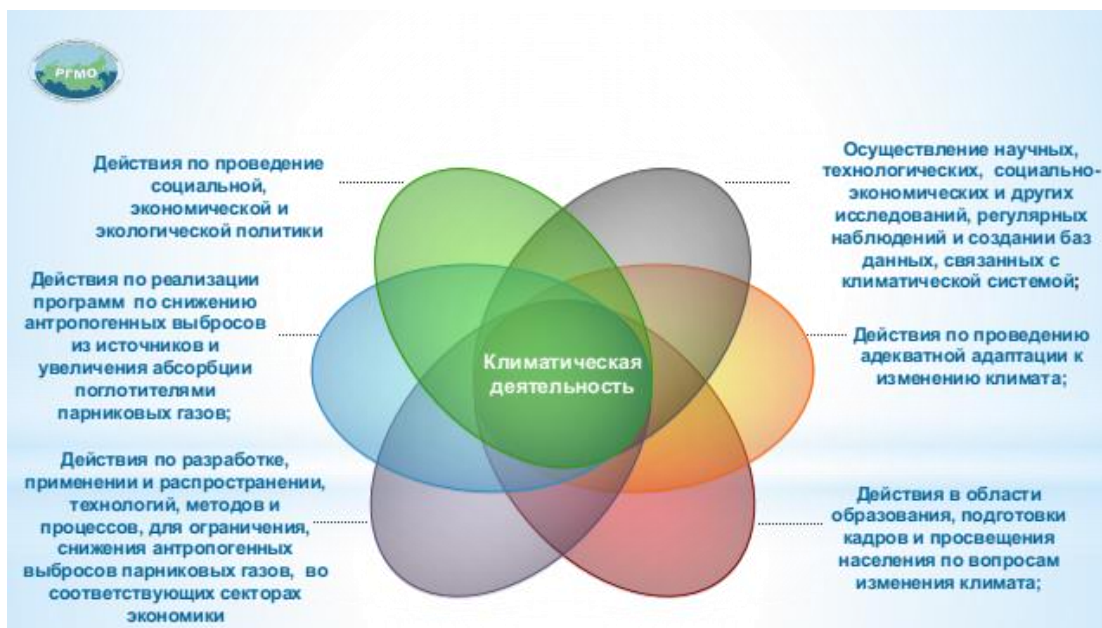 РГМО
Действия по проведение
социальной,
экономической и
экологической политики
Действия по реализации
программ по снижению
антропогенных выбросов
из источников и
увеличения абсорбции
поглотителями
парниковых газов;
Действия по разработке,
применении и распространении,
технологий, методов и
процессов, для ограничения,
снижения антропогенных
выбросов парниковых газов, во
соответствующих секторах
экономики
Климатическая
деятельность
Осуществление научных,
технологических, социально-
экономических и других
исследований, регулярных
наблюдений и создании баз
данных, связанных с
климатической системой;
Действия по проведению
адекватной адаптации к
изменению климата;
Действия в области
образования, подготовки
кадров и просвещения
населения по вопросам
изменения климата;